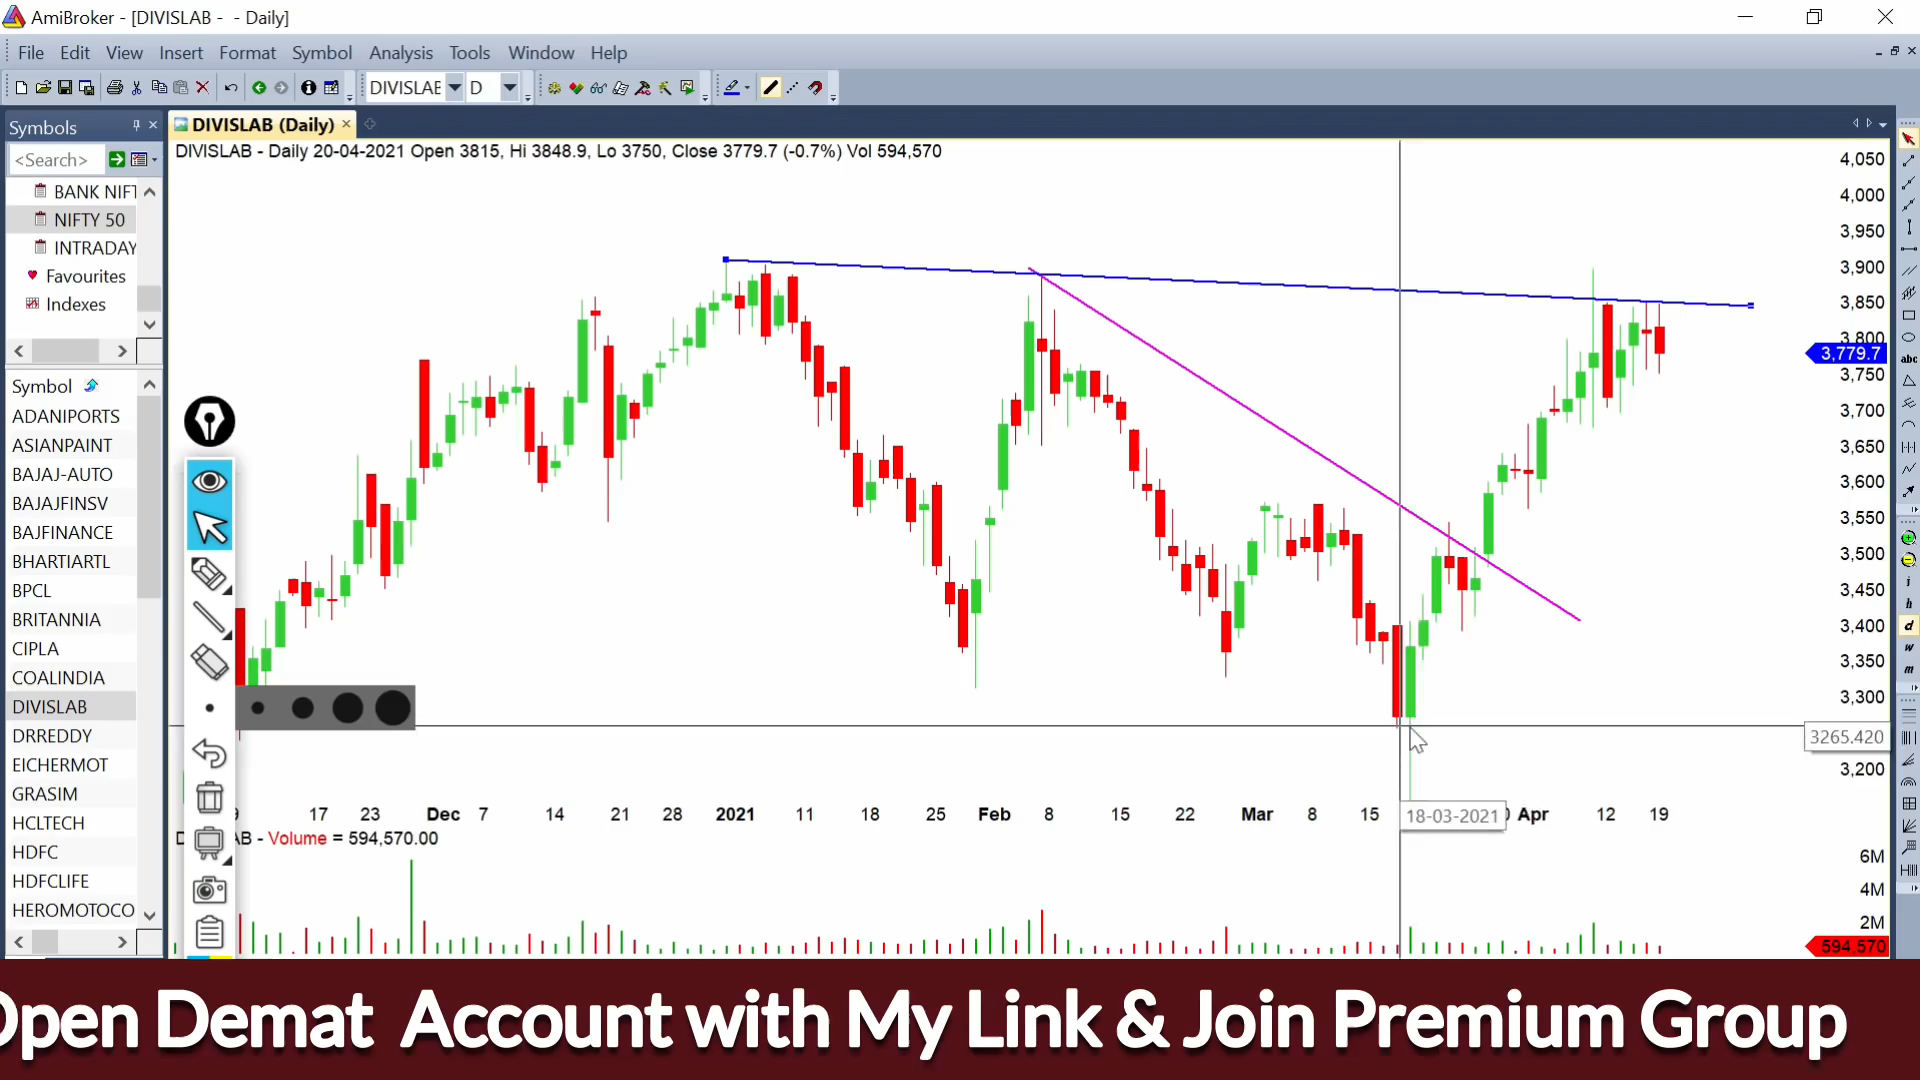 AmiBroker - [DIVISLAB -  - Daily]
File Edit View Insert Format Symbol Analysis Tools Window Help
DIVISLAB D
Symbols
DIVISLAB (Daily)
DIVISLAB - Daily 20-04-2021 Open 3815, Hi 3848.9, Lo 3750, Close 3779.7 (-0.7%) Vol 594,570
<Search>
NIFTY 50
INTRADAY
Favourites
Indexes
Symbol
ADANIPORTS
ASIANPAINT
BAJAJ-AUTO
BAJAJFINSV
BAJFINANCE
BHARTIARTL
BPCL
BRITANNIA
CIPLA
COALINDIA
DIVISLAB
DRREDDY
EICHERMOT
GRASIM
HCLTECH
HDFC
HDFCLIFE
HEROMOTOCO
4,050
4,000
3,950
3,900
3,850
3,800
3,779.7
3,750
3,700
3,650
3,600
3,550
3,500
3,450
3,400
3,350
3,300
3265.420
3,200
17 23 Dec 7 14 21 28 2021 11 18 25 Feb 8 15 22 Mar 8 15 18-03-2021 Apr 12 19
AB - Volume = 594,570.00
6M
4M
2M
594,570
abc
j
h
d
w
m
Open Demat Account with My Link & Join Premium Group